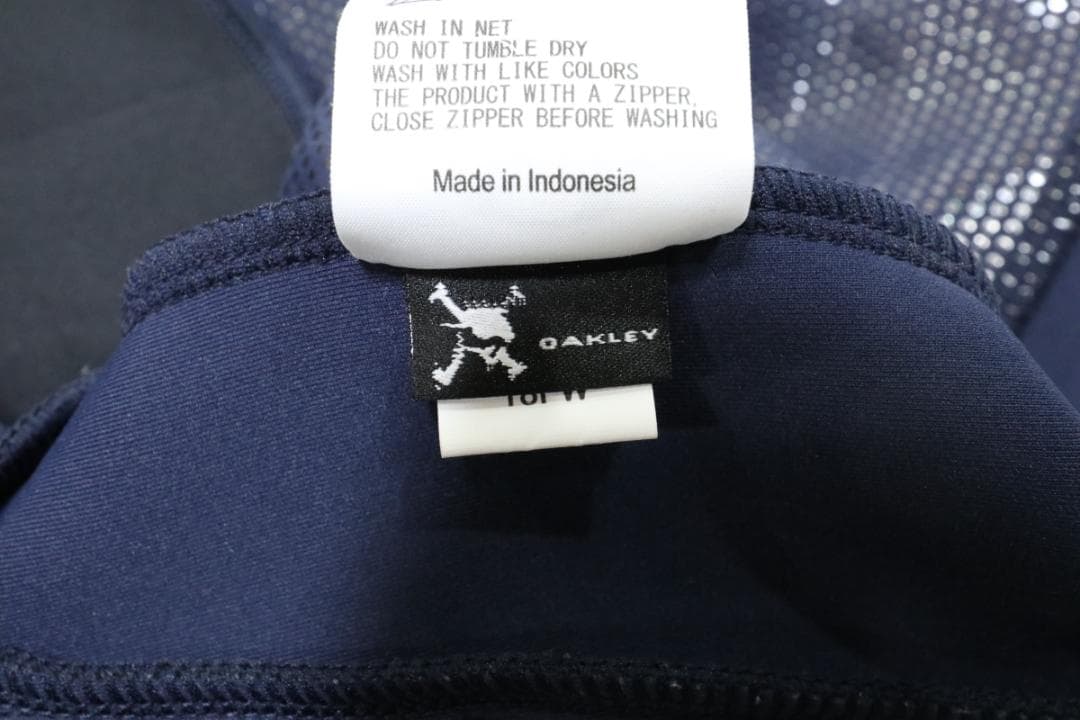 WASH IN NET
DO NOT TUMBLE DRY
WASH WITH LIKE COLORS
THE PRODUCT WITH A ZIPPER,
CLOSE ZIPPER BEFORE WASHING
Made in Indonesia
OAKLEY